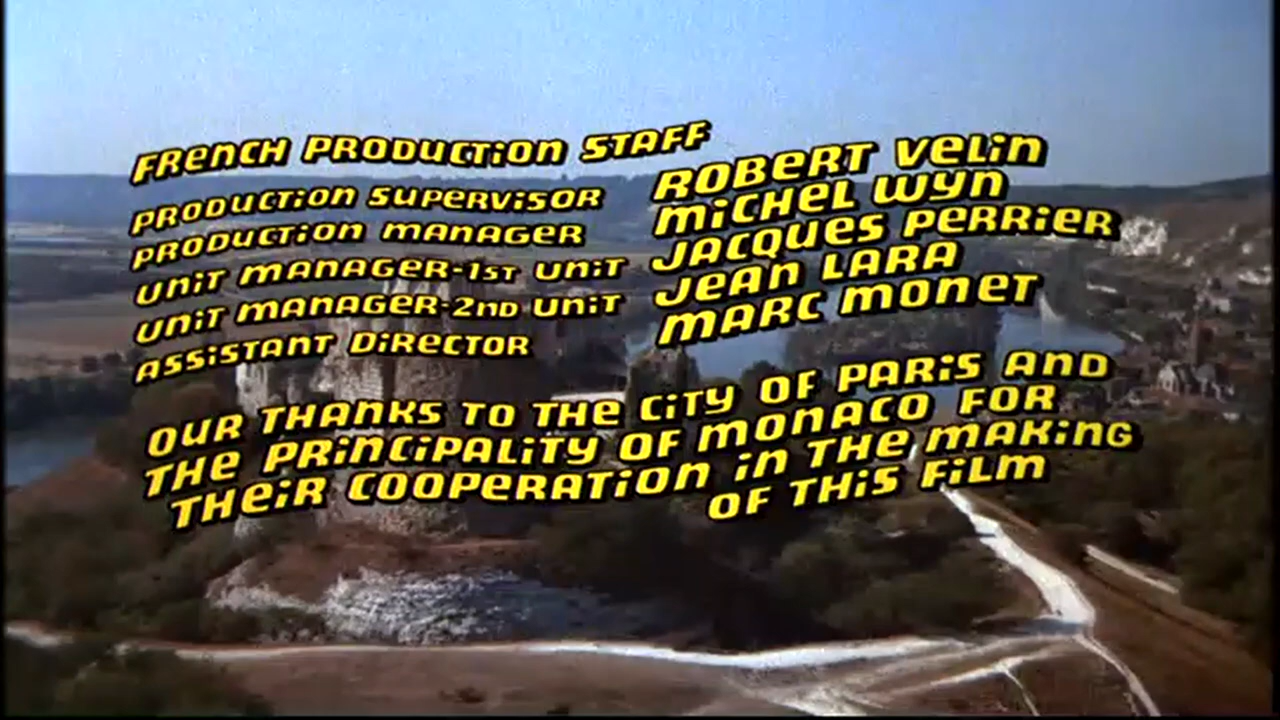 FRENCH PRODUCTION STAFF
PRODUCTION SUPERVISOR ROBERT VELIN
PRODUCTION MANAGER MICHEL WYN
UNIT MANAGER-1ST UNIT JACQUES PERRIER
UNIT MANAGER-2ND UNIT JEAN LARA
ASSISTANT DIRECTOR MARC MONET
OUR THANKS TO THE CITY OF PARIS AND
THE PRINCIPALITY OF MONACO FOR
THEIR COOPERATION IN THE MAKING
OF THIS FILM